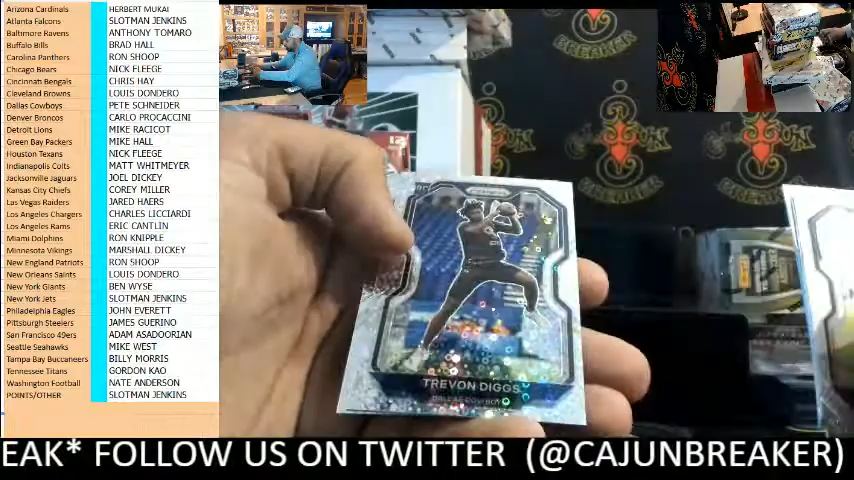 Arizona Cardinals HERBERT MUKAI
Atlanta Falcons SLOTMAN JENKINS
Baltimore Ravens ANTHONY TOMARO
Buffalo Bills BRAD HALL
Carolina Panthers RON SHOOP
Chicago Bears NICK FLEEGE
Cincinnati Bengals CHRIS HAY
Cleveland Browns LOUIS DONDERO
Dallas Cowboys PETE SCHNEIDER
Denver Broncos CARLO PROCACCINI
Detroit Lions MIKE RACICOT
Green Bay Packers MIKE HALL
Houston Texans NICK FLEEGE
Indianapolis Colts MATT WHITMEYER
Jacksonville Jaguars JOEL DICKEY
Kansas City Chiefs COREY MILLER
Las Vegas Raiders JARED HAERS
Los Angeles Chargers CHARLES LICCIARDI
Los Angeles Rams ERIC CANTLIN
Miami Dolphins RON KNIPPLE
Minnesota Vikings MARSHALL DICKEY
New England Patriots RON SHOOP
New Orleans Saints LOUIS DONDERO
New York Giants BEN WYSE
New York Jets SLOTMAN JENKINS
Philadelphia Eagles JOHN EVERETT
Pittsburgh Steelers JAMES GUERINO
San Francisco 49ers ADAM ASADOORIAN
Seattle Seahawks MIKE WEST
Tampa Bay Buccaneers BILLY MORRIS
Tennessee Titans GORDON KAO
Washington Football NATE ANDERSON
POINTS/OTHER SLOTMAN JENKINS
CAJUN
BREAKER
TREVON DIGGS
DALLAS COWBOYS
EAK* FOLLOW US ON TWITTER (@CAJUNBREAKER)